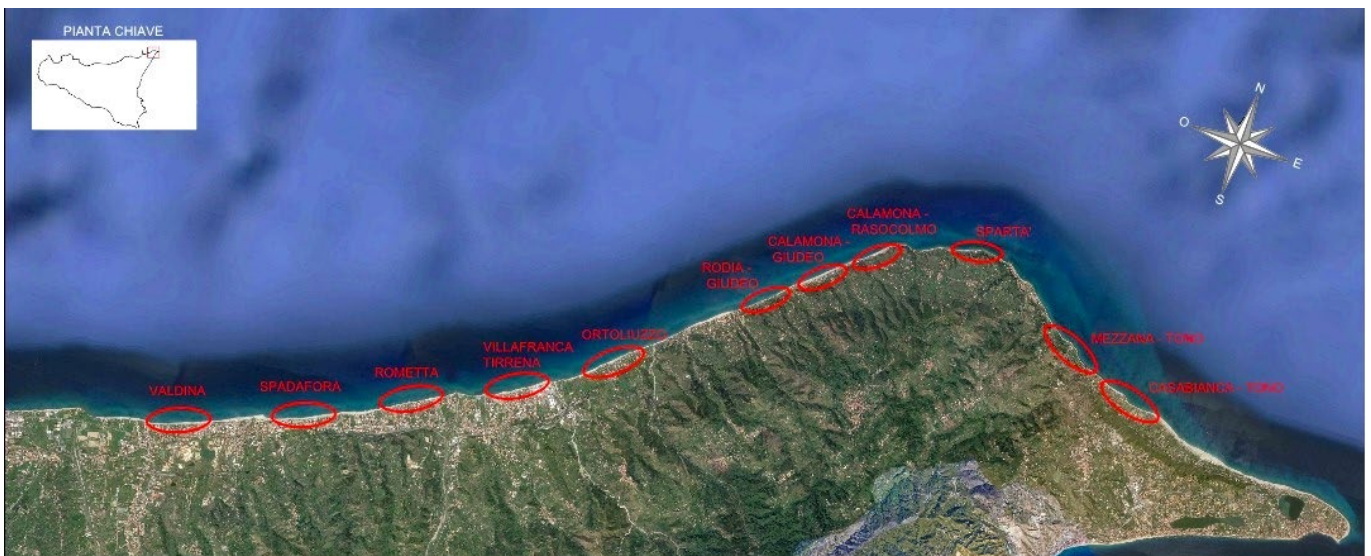 PIANTA CHIAVE
N
O
E
S
CALAMONA -
RASOCOLMO
SPARTA'
CALAMONA -
GIUDEO
RODIA -
GIUDEO
ORTOLIUZZO
MEZZANA - TONO
VILLAFRANCA
TIRRENA
ROMETTA
SPADAFORA
VALDINA
CASABIANCA - TONO